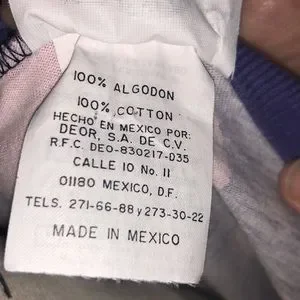 100% ALGODON
100% COTTON
HECHO EN MEXICO POR:
DEOR, S.A. DE C.V.
R.F.C. DEO-830217-D35
CALLE 10 No. 11
01180 MEXICO, D.F.
TELS. 271-66-88 y 273-30-22
MADE IN MEXICO